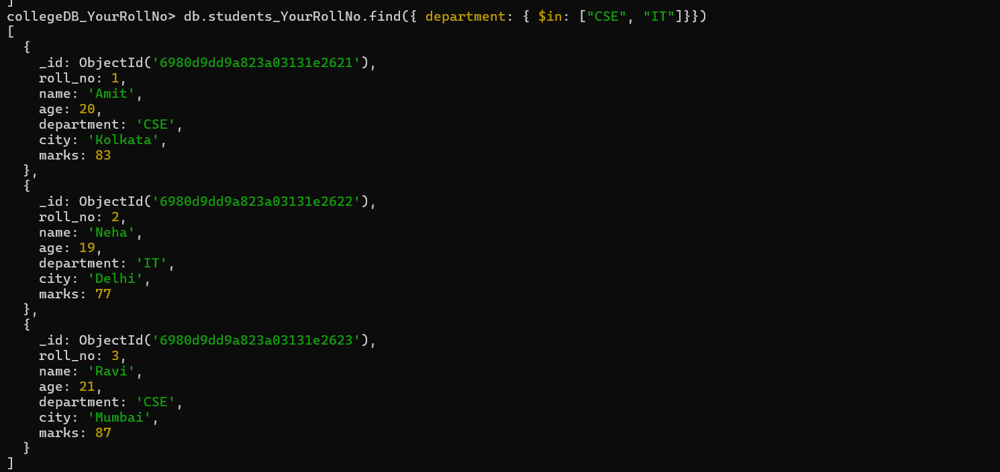 ]
collegeDB_YourRollNo> db.students_YourRollNo.find({ department: { $in: ["CSE", "IT"]}})
[
  {
    _id: ObjectId('6980d9dd9a823a03131e2621'),
    roll_no: 1,
    name: 'Amit',
    age: 20,
    department: 'CSE',
    city: 'Kolkata',
    marks: 83
  },
  {
    _id: ObjectId('6980d9dd9a823a03131e2622'),
    roll_no: 2,
    name: 'Neha',
    age: 19,
    department: 'IT',
    city: 'Delhi',
    marks: 77
  },
  {
    _id: ObjectId('6980d9dd9a823a03131e2623'),
    roll_no: 3,
    name: 'Ravi',
    age: 21,
    department: 'CSE',
    city: 'Mumbai',
    marks: 87
  }
]